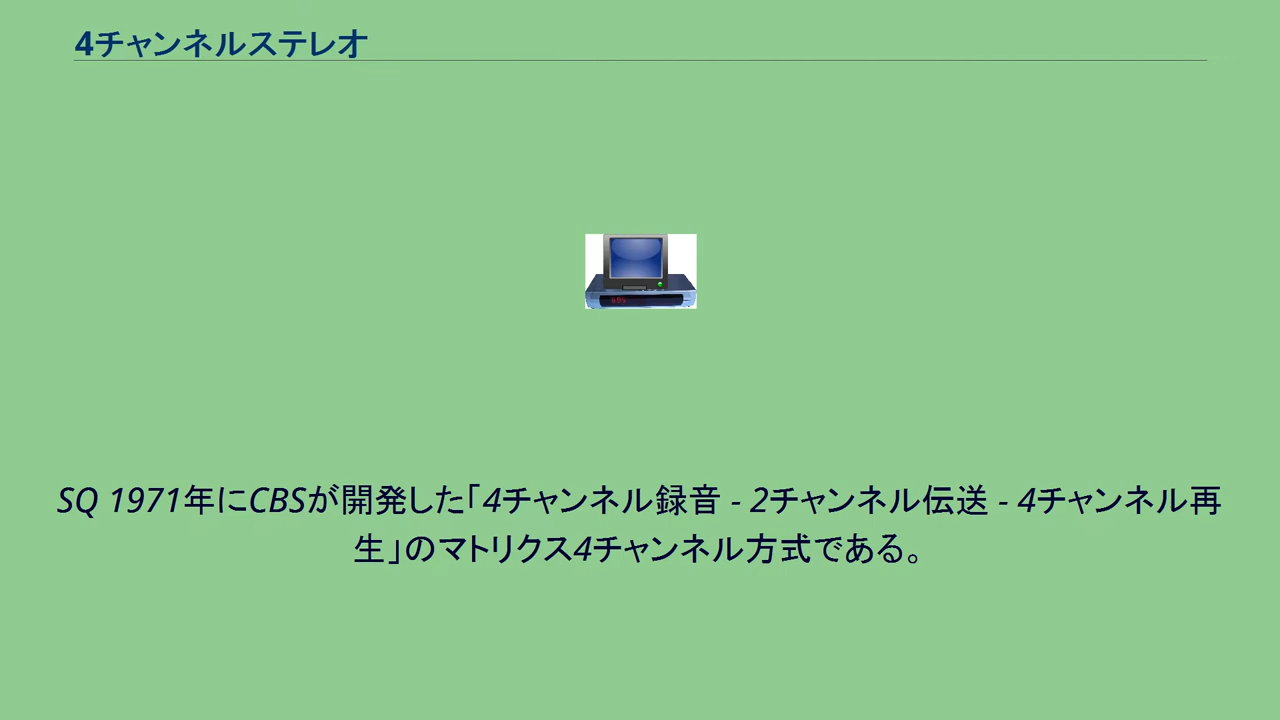 4チャンネルステレオ
SQ 1971年にCBSが開発した「4チャンネル録音 - 2チャンネル伝送 - 4チャンネル再
生」のマトリクス4チャンネル方式である。